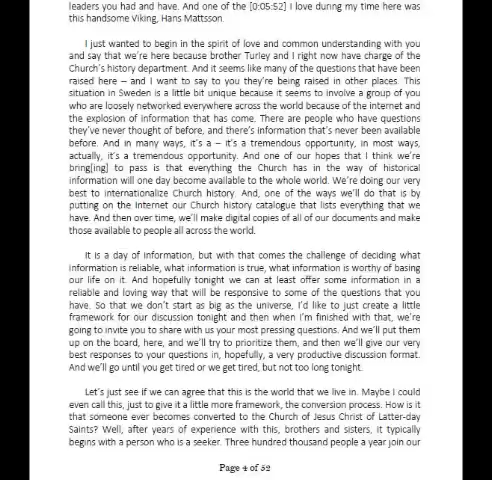 leaders you had and have. And one of the [0:05:52] I love during my time here was
this handsome Viking, Hans Mattsson.
I just wanted to begin in the spirit of love and common understanding with you
and say that we're here because brother Turley and I right now have charge of the
Church's history department. And it seems like many of the questions that have been
raised here – and I want to say to you they're being raised in other places. This
situation in Sweden is a little bit unique because it seems to involve a group of you
who are loosely networked everywhere across the world because of the internet and
the explosion of information that has come. There are people who have questions
they've never thought of before, and there's information that's never been available
before. And in many ways, it's a – it's a tremendous opportunity, in most ways,
actually, it's a tremendous opportunity. And one of our hopes that I think we're
bring[ing] to pass is that everything the Church has in the way of historical
information will one day become available to the whole world. We're doing our very
best to internationalize Church history. And, one of the ways we'll do that is by
putting on the Internet our Church history catalogue that lists everything that we
have. And then over time, we'll make digital copies of all of our documents and make
those available to people all across the world.
It is a day of information, but with that comes the challenge of deciding what
information is reliable, what information is true, what information is worthy of basing
our life on it. And hopefully tonight we can at least offer some information in a
reliable and loving way that will be responsive to some of the questions that you
have. So that we don't start as big as the universe, I'd like to just create a little
framework for our discussion tonight and then when I'm finished with that, we're
going to invite you to share with us your most pressing questions. And we'll put them
up on the board, here, and we'll try to prioritize them, and then we'll give our very
best responses to your questions in, hopefully, a very productive discussion format.
And we'll go until you get tired or we get tired, but not too long tonight.
Let's just see if we can agree that this is the world that we live in. Maybe I could
even call this, just to give it a little more framework, the conversion process. How is it
that someone ever becomes converted to the Church of Jesus Christ of Latter-day
Saints? Well, after years of experience with this, brothers and sisters, it typically
begins with a person who is a seeker. Three hundred thousand people a year join our
Page 4 of 52